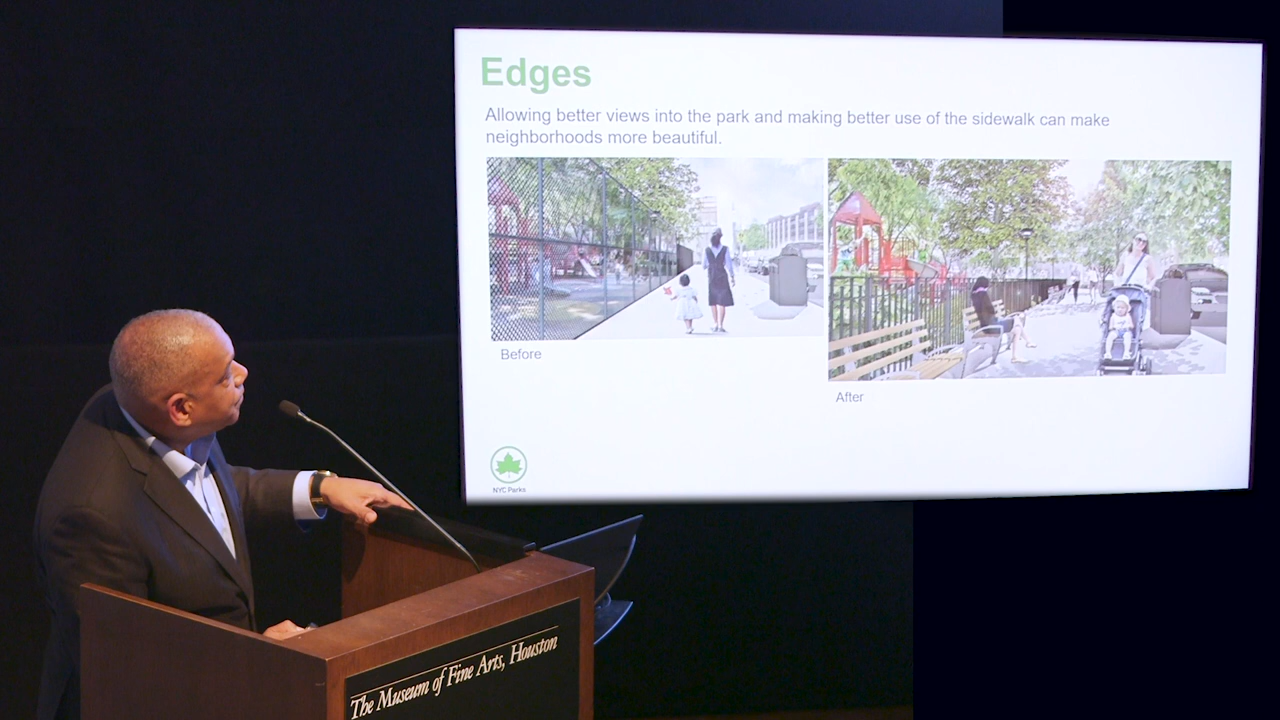 Edges
Allowing better views into the park and making better use of the sidewalk can make
neighborhoods more beautiful.
Before
After
NYC Parks
The Museum of Fine Arts, Houston